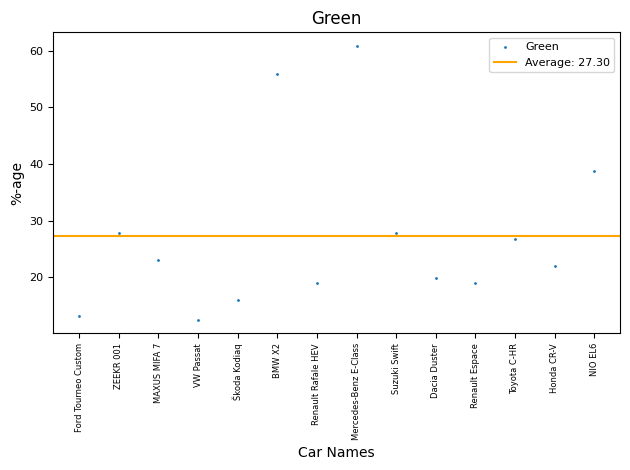 Green
Green
Average: 27.30
60
50
40
30
20
%-age
Ford Tourneo Custom
ZEEKR 001
MAXUS MIFA 7
VW Passat
Škoda Kodiaq
BMW X2
Renault Rafale HEV
Mercedes-Benz E-Class
Suzuki Swift
Dacia Duster
Renault Espace
Toyota C-HR
Honda CR-V
NIO EL6
Car Names